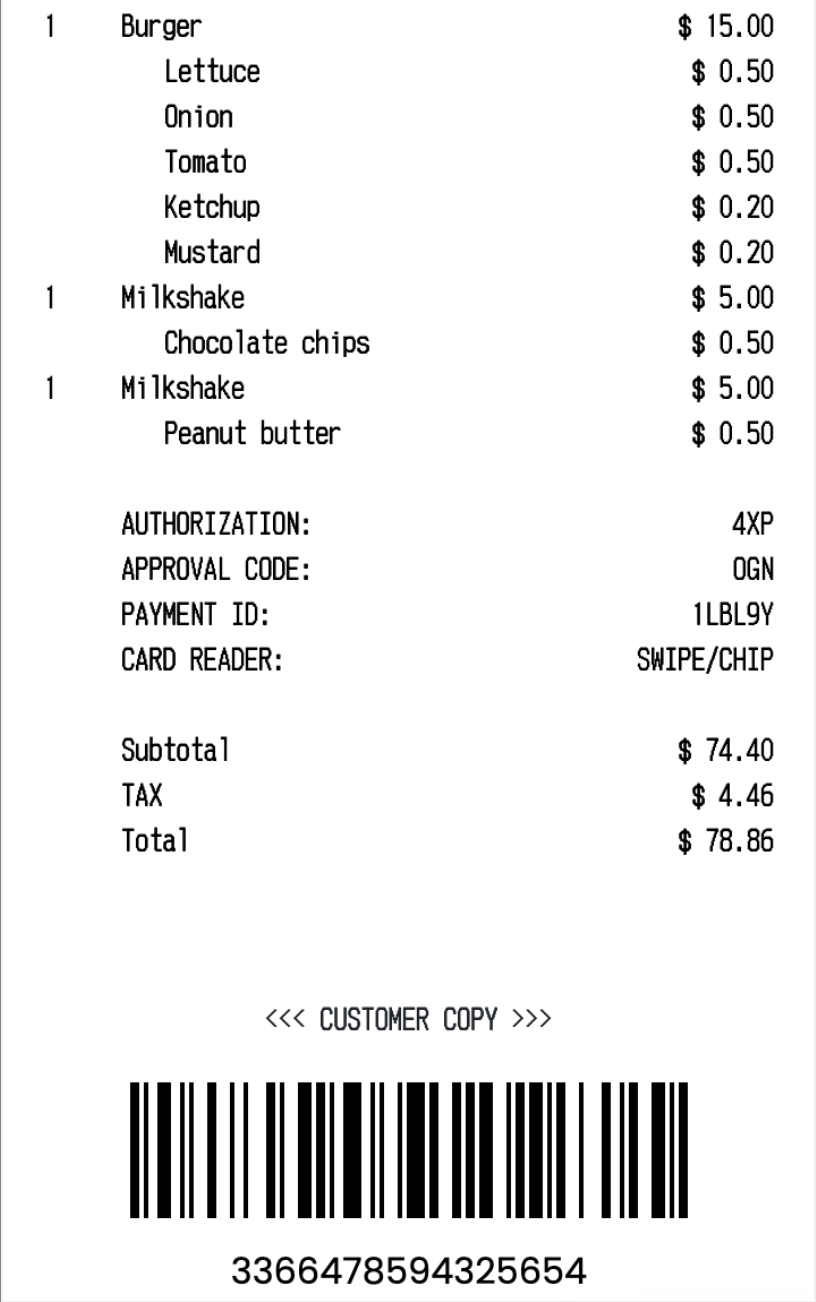 1 Burger $ 15.00
Lettuce $ 0.50
Onion $ 0.50
Tomato $ 0.50
Ketchup $ 0.20
Mustard $ 0.20
1 Milkshake $ 5.00
Chocolate chips $ 0.50
1 Milkshake $ 5.00
Peanut butter $ 0.50
AUTHORIZATION: 4XP
APPROVAL CODE: OGN
PAYMENT ID: 1LBL9Y
CARD READER: SWIPE/CHIP
Subtotal $ 74.40
TAX $ 4.46
Total $ 78.86
<<< CUSTOMER COPY >>>
3366478594325654